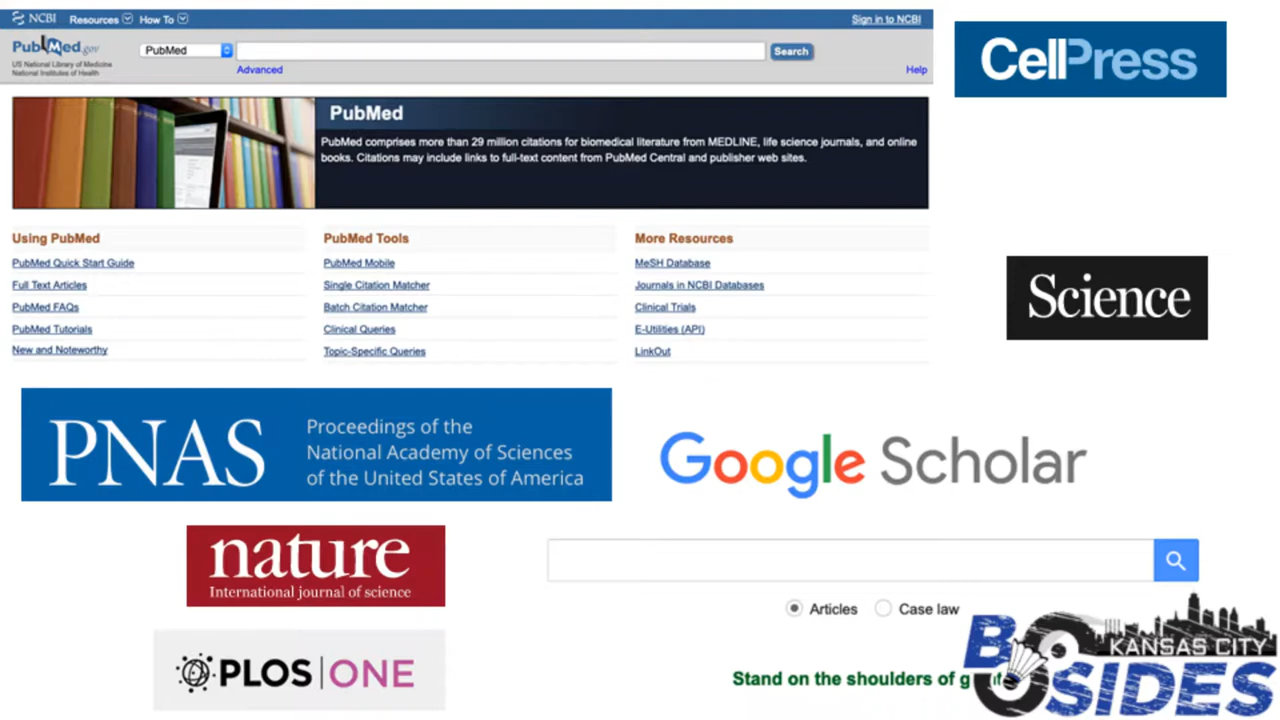 NCBI Resources How To Sign in to NCBI
PubMed.gov
US National Library of Medicine
National Institutes of Health
PubMed
Search
Advanced
Help
PubMed
PubMed comprises more than 29 million citations for biomedical literature from MEDLINE, life science journals, and online
books. Citations may include links to full-text content from PubMed Central and publisher web sites.
Using PubMed
PubMed Quick Start Guide
Full Text Articles
PubMed FAQs
PubMed Tutorials
New and Noteworthy
PubMed Tools
PubMed Mobile
Single Citation Matcher
Batch Citation Matcher
Clinical Queries
Topic-Specific Queries
More Resources
MeSH Database
Journals in NCBI Databases
Clinical Trials
E-Utilities (API)
LinkOut
CellPress
Science
PNAS
Proceedings of the
National Academy of Sciences
of the United States of America
Google Scholar
nature
International journal of science
Articles Case law
PLOS ONE
Stand on the shoulders of
KANSAS CITY
BSIDES